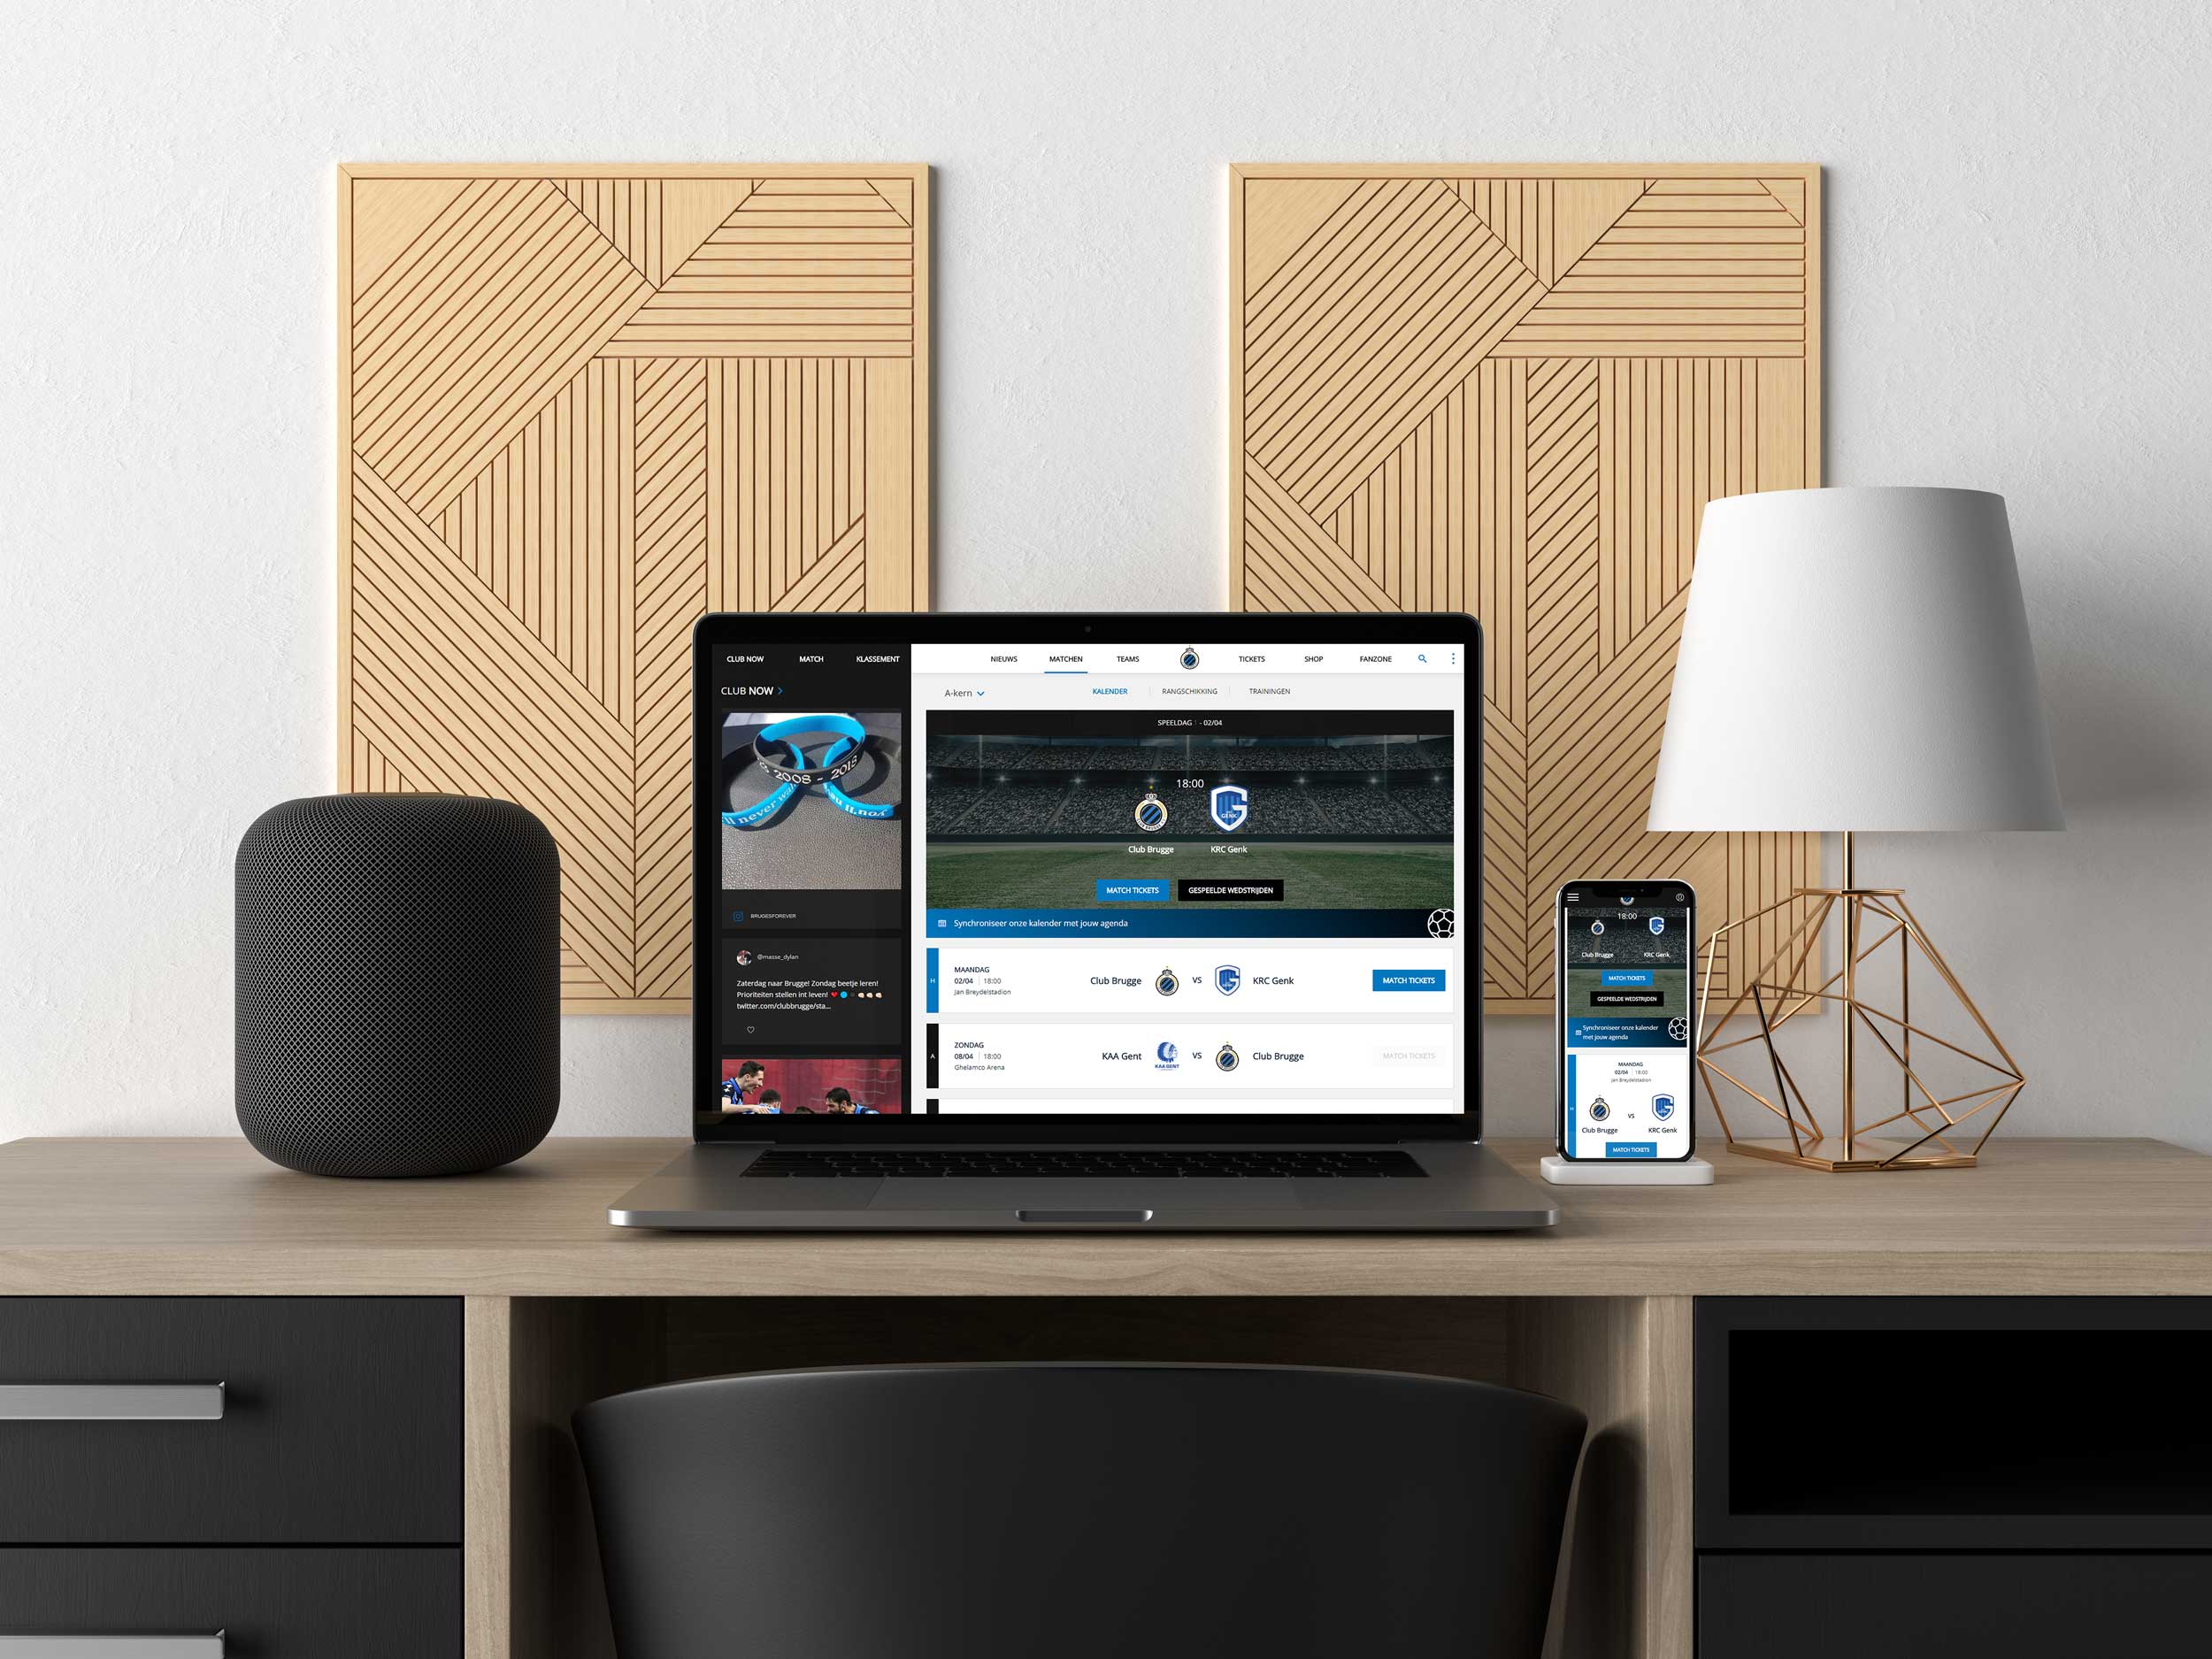 CLUB NOW MATCH KLASSEMENT
CLUB NOW
2008 - 2018
BRUGESFOREVER
@masse_dylan
Zaterdag naar Brugge! Zondag beetje leren!
Prioriteiten stellen int leven!
twitter.com/clubbrugge/sta...
NIEUWS MATCHEN TEAMS TICKETS SHOP FANZONE
A-kern KALENDER RANGSCHIKKING TRAININGEN
SPEELDAG - 02/04
18:00
GENK
Club Brugge KRC Genk
MATCH TICKETS GESPEELDE WEDSTRIJDEN
Synchroniseer onze kalender met jouw agenda
H
MAANDAG
02/04 18:00
Jan Breydelstadion
Club Brugge VS KRC Genk
MATCH TICKETS
A
ZONDAG
08/04 18:00
Ghelamco Arena
KAA Gent KAA GENT VS Club Brugge
MATCH TICKETS
18:00
Club Brugge KRC Genk
MATCH TICKETS
GESPEELDE WEDSTRIJDEN
Synchroniseer onze kalender
met jouw agenda
MAANDAG
02/04 18:00
Jan Breydelstadion
H
VS
Club Brugge KRC Genk
MATCH TICKETS